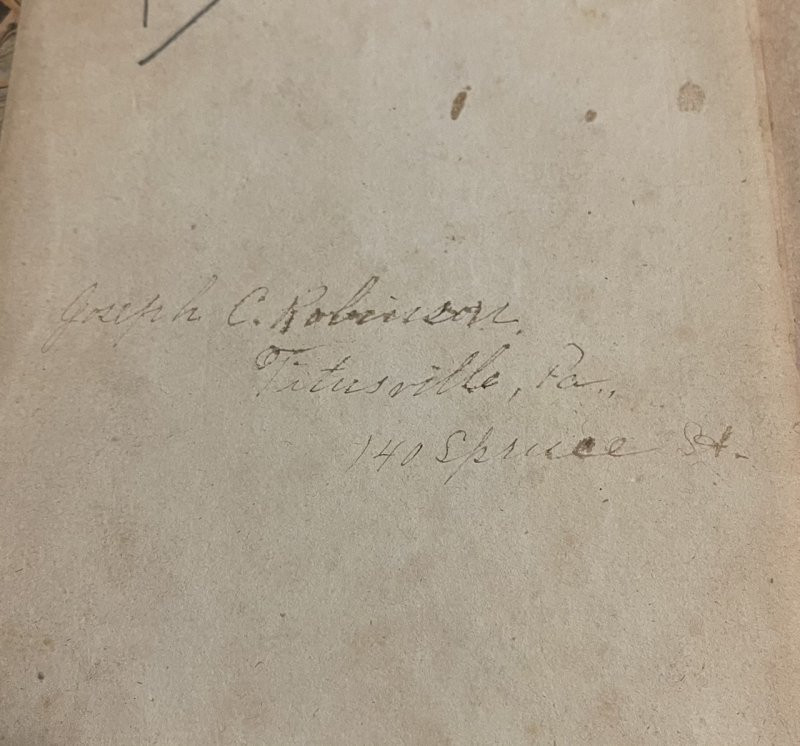 Joseph C. Robinson.
Titusville, Pa.,
140 Spruce St.